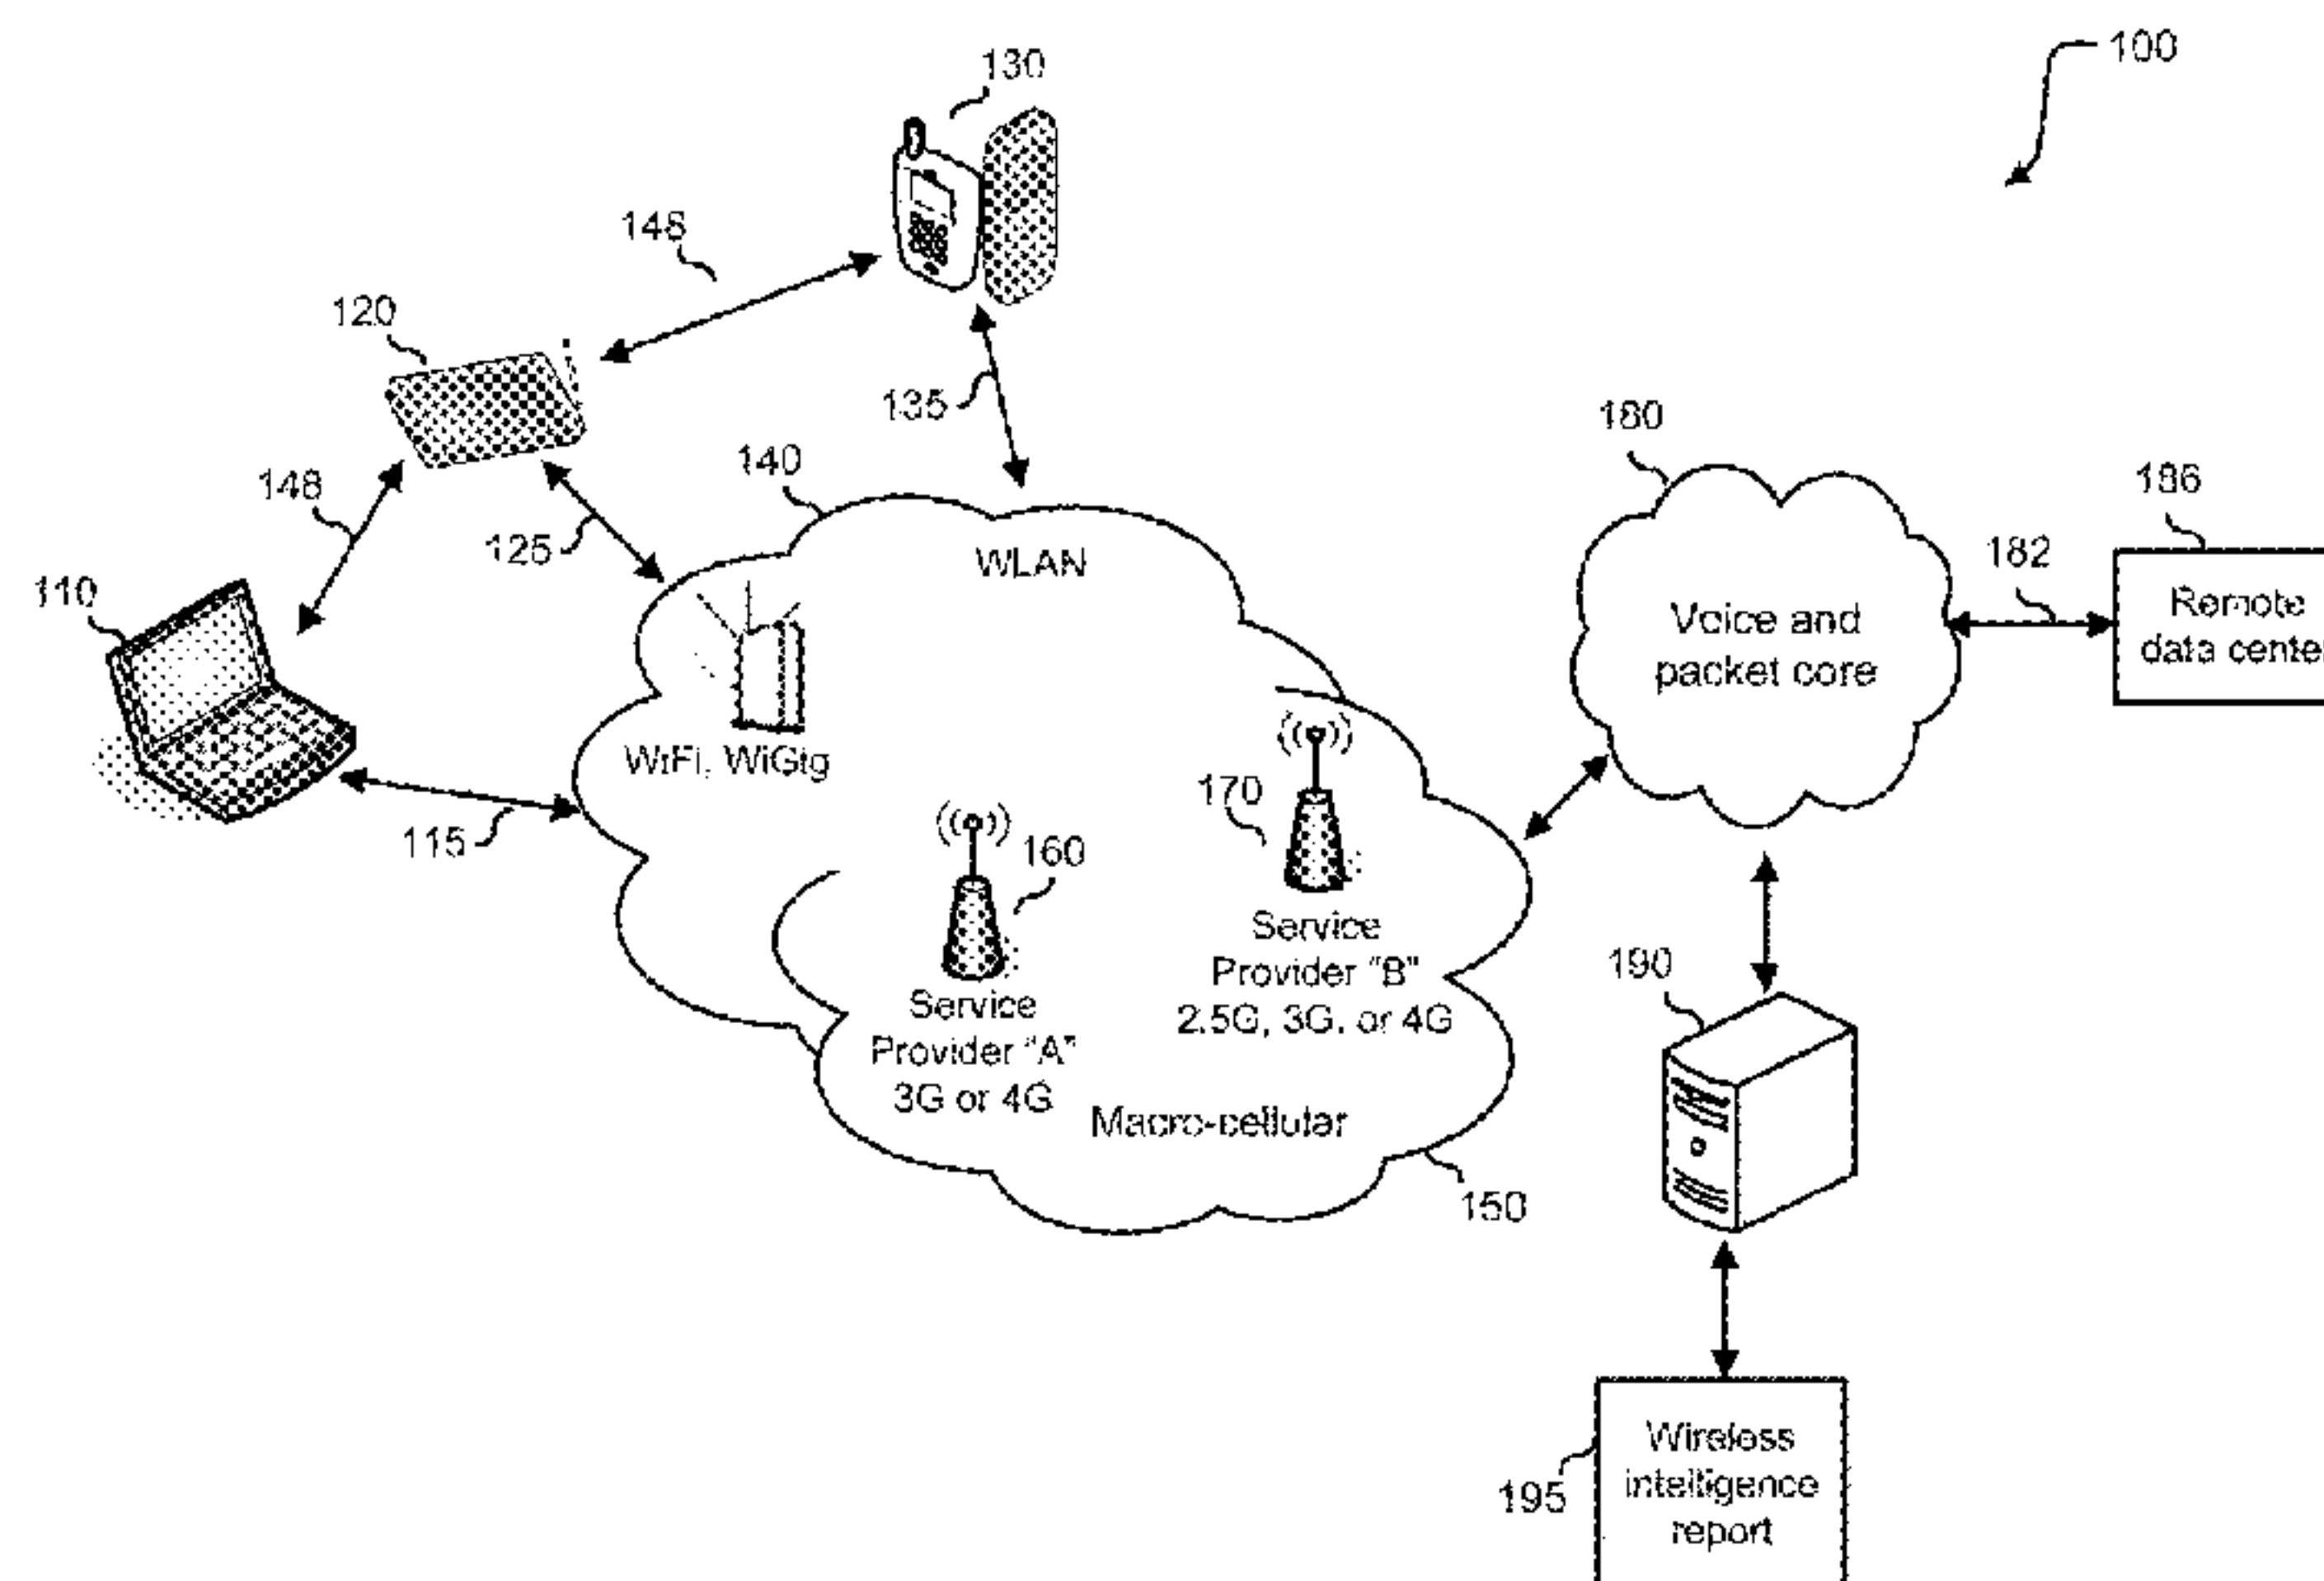 130
100
148
120
135
180
140
186
148
182
125
WLAN
110
Remote
data center
Voice and
packet core
WiFi, WiGig
170
115
160
Service
Provider "B"
2.5G, 3G, or 4G
190
Service
Provider "A"
3G or 4G
Macro-cellular
150
Wireless
intelligence
report
195